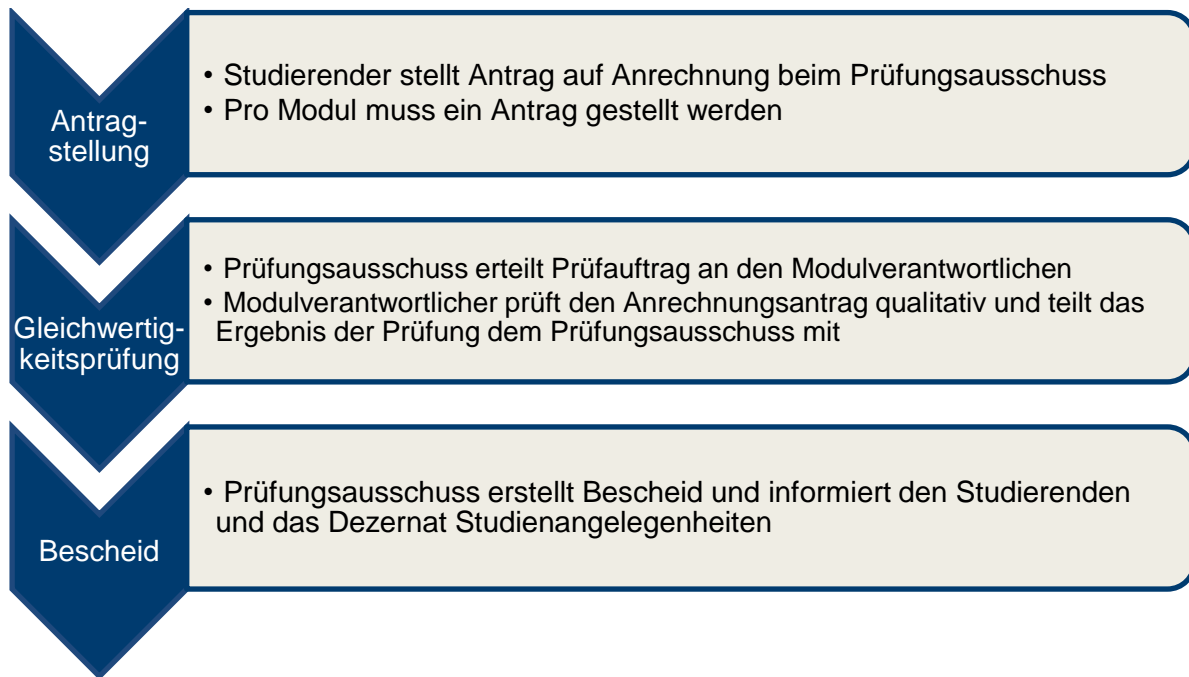 Antrag-
stellung
• Studierender stellt Antrag auf Anrechnung beim Prüfungsausschuss
• Pro Modul muss ein Antrag gestellt werden
Gleichwertig-
keitsprüfung
• Prüfungsausschuss erteilt Prüfauftrag an den Modulverantwortlichen
• Modulverantwortlicher prüft den Anrechnungsantrag qualitativ und teilt das
Ergebnis der Prüfung dem Prüfungsausschuss mit
Bescheid
• Prüfungsausschuss erstellt Bescheid und informiert den Studierenden
und das Dezernat Studienangelegenheiten